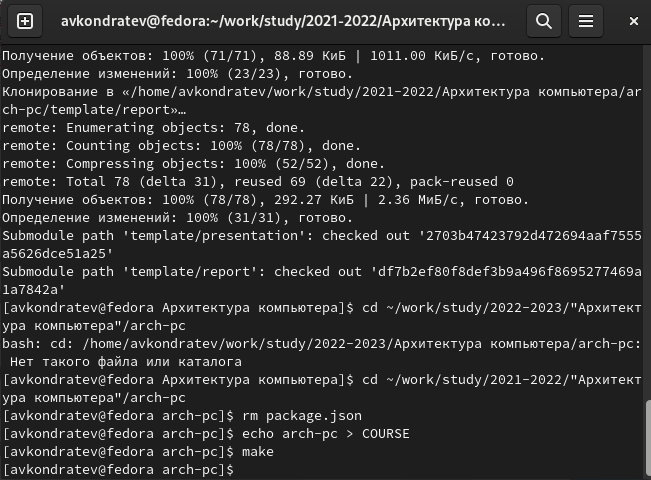 avkondratev@fedora:~/work/study/2021-2022/Архитектура ко...
Получение объектов: 100% (71/71), 88.89 КиБ | 1011.00 КиБ/с, готово.
Определение изменений: 100% (23/23), готово.
Клонирование в «/home/avkondratev/work/study/2021-2022/Архитектура компьютера/ar
ch-pc/template/report»…
remote: Enumerating objects: 78, done.
remote: Counting objects: 100% (78/78), done.
remote: Compressing objects: 100% (52/52), done.
remote: Total 78 (delta 31), reused 69 (delta 22), pack-reused 0
Получение объектов: 100% (78/78), 292.27 КиБ | 2.36 МиБ/с, готово.
Определение изменений: 100% (31/31), готово.
Submodule path 'template/presentation': checked out '2703b47423792d472694aaf7555
a5626dce51a25'
Submodule path 'template/report': checked out 'df7b2ef80f8def3b9a496f8695277469a
1a7842a'
[avkondratev@fedora Архитектура компьютера]$ cd ~/work/study/2022-2023/"Архитект
ура компьютера"/arch-pc
bash: cd: /home/avkondratev/work/study/2022-2023/Архитектура компьютера/arch-pc:
Нет такого файла или каталога
[avkondratev@fedora Архитектура компьютера]$ cd ~/work/study/2021-2022/"Архитект
ура компьютера"/arch-pc
[avkondratev@fedora arch-pc]$ rm package.json
[avkondratev@fedora arch-pc]$ echo arch-pc > COURSE
[avkondratev@fedora arch-pc]$ make
[avkondratev@fedora arch-pc]$